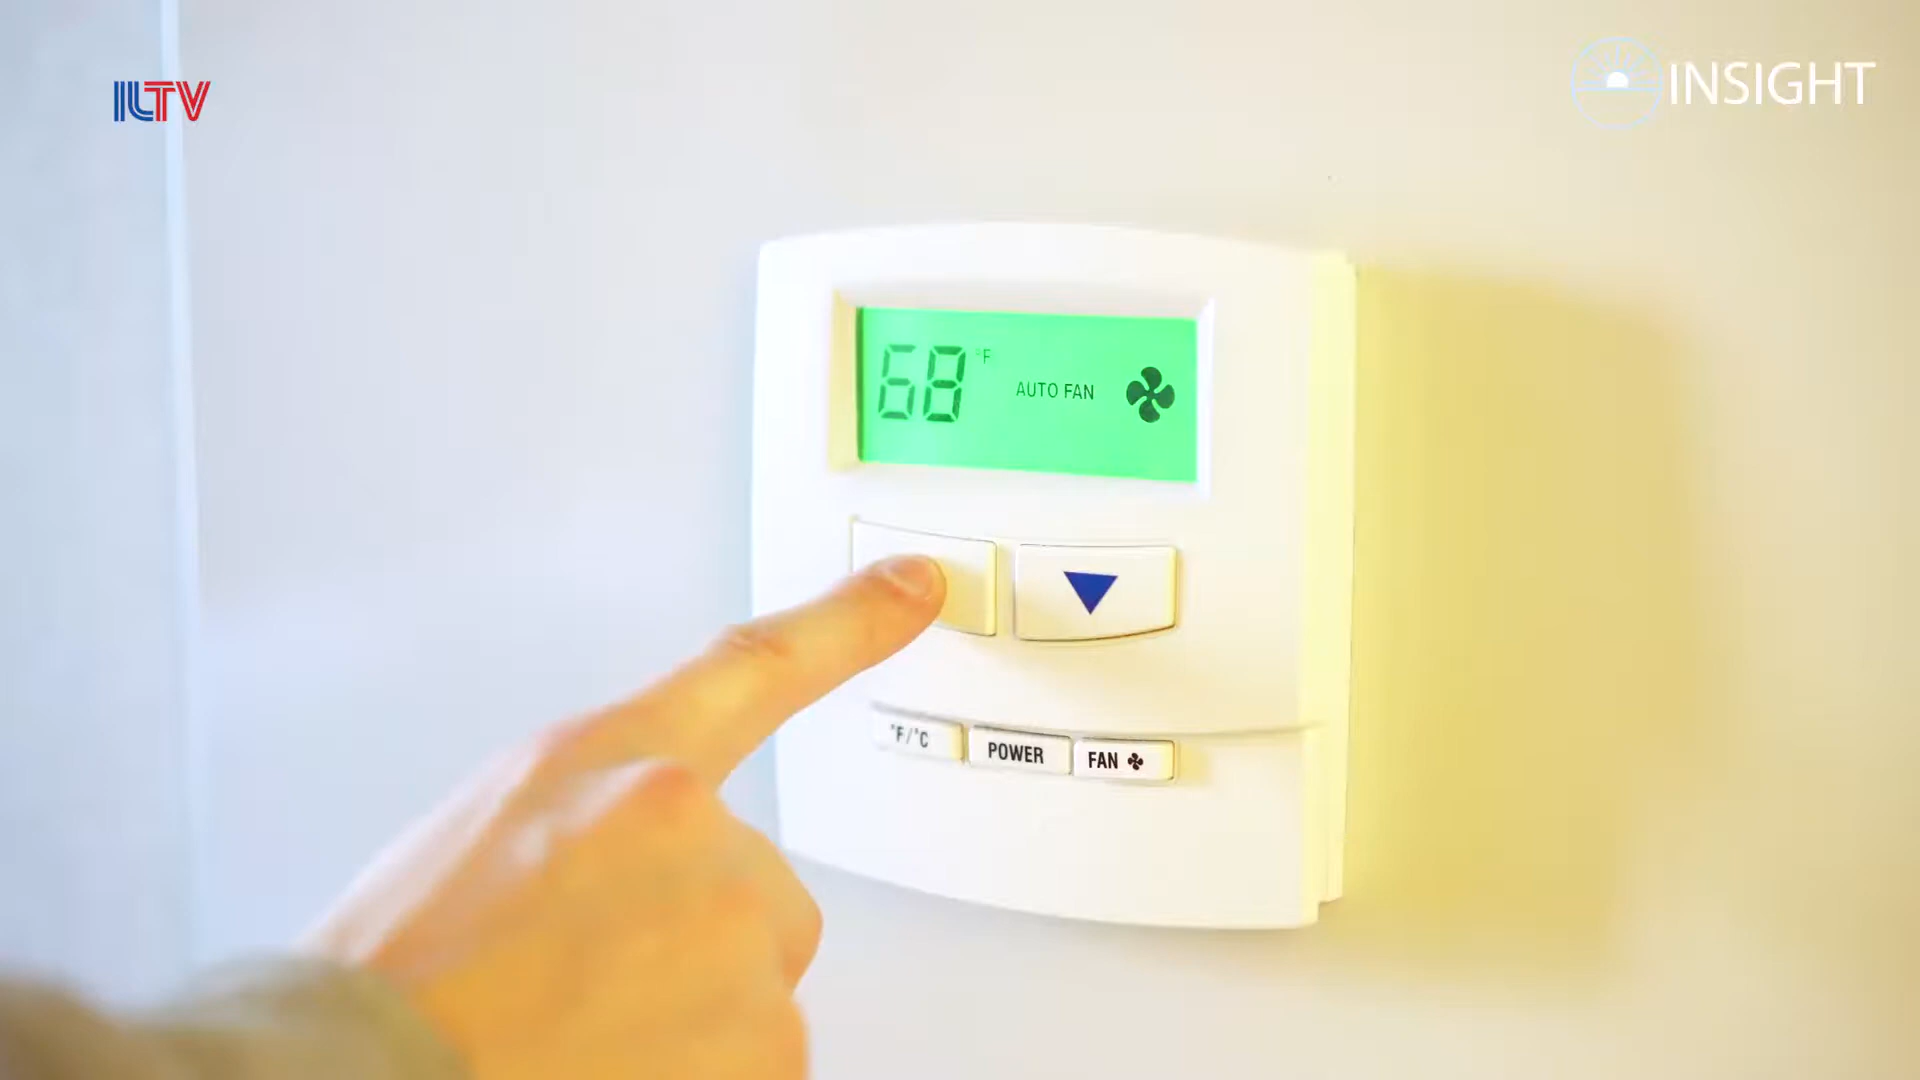 ILTV
INSIGHT
68 °F
AUTO FAN
°F/°C
POWER
FAN